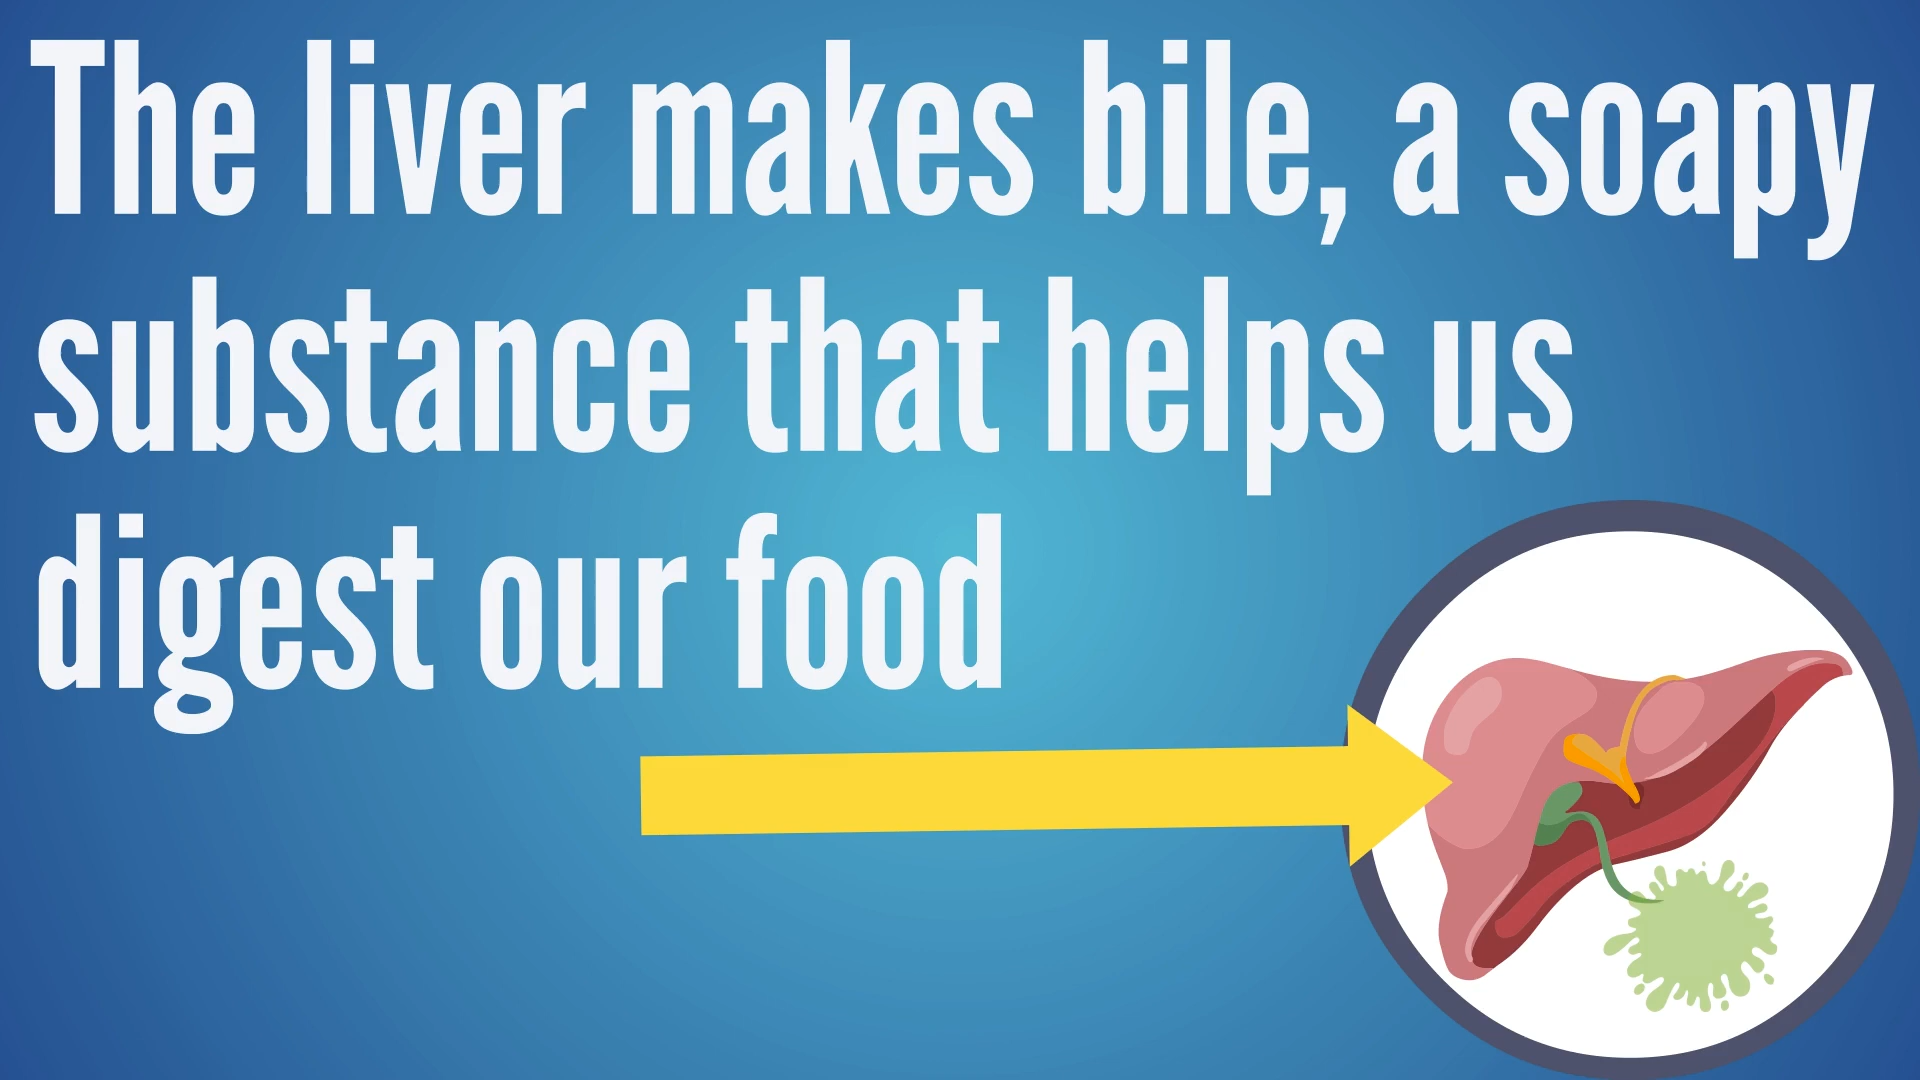 The liver makes bile, a soapy
substance that helps us
digest our food